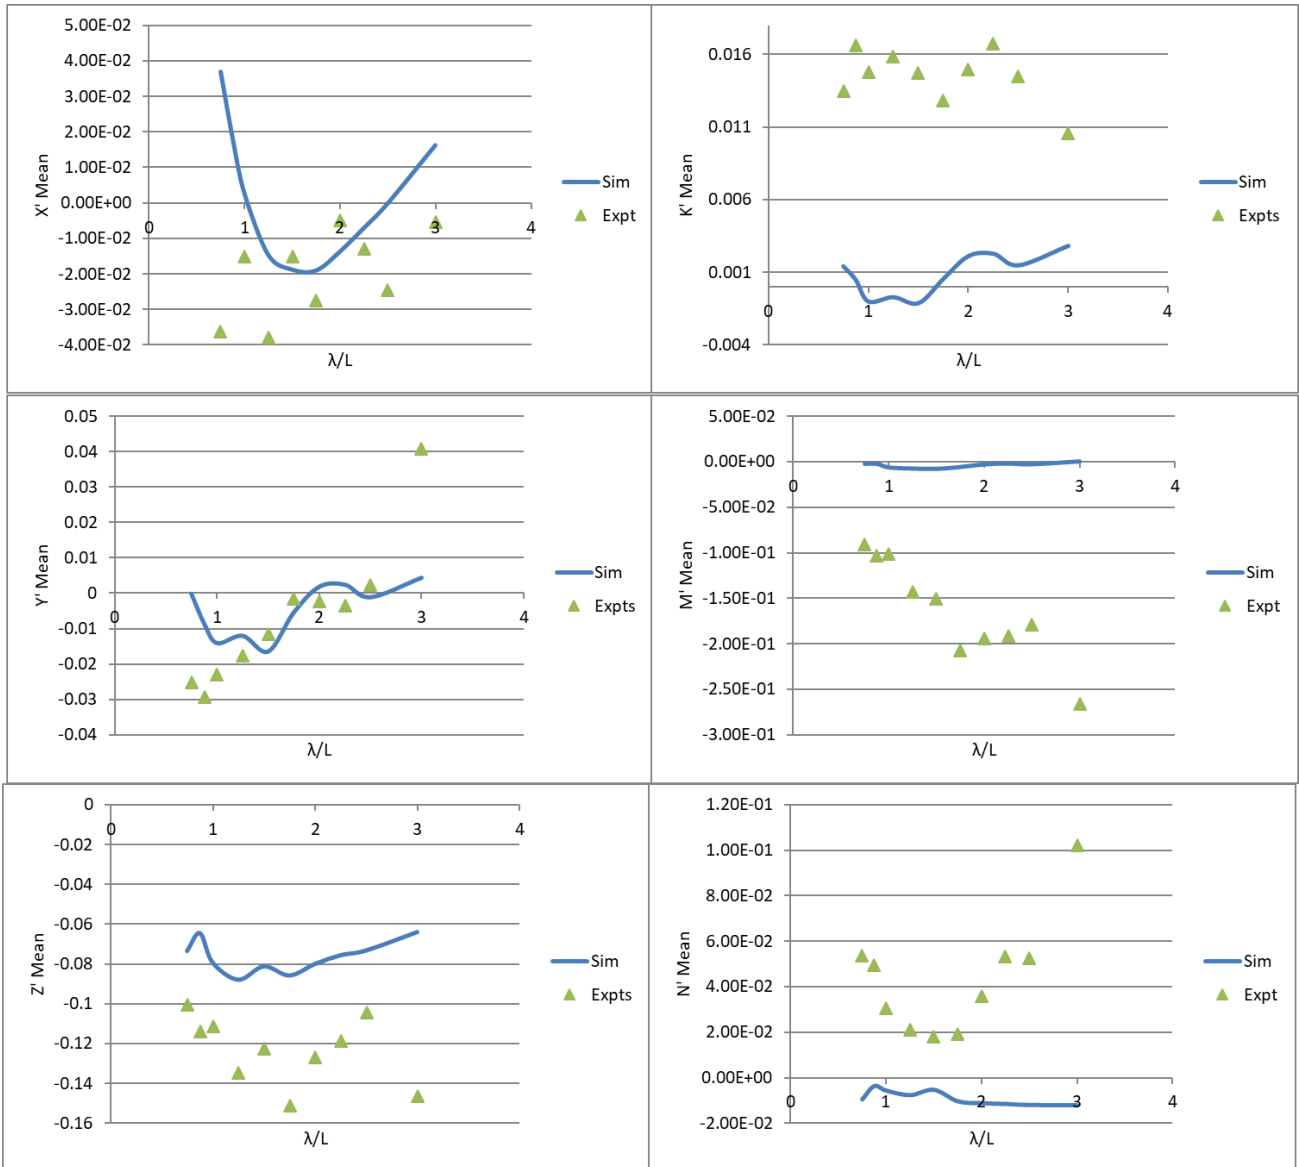 5.00E-02
4.00E-02
3.00E-02
2.00E-02
1.00E-02
0.00E+00
-1.00E-02
-2.00E-02
-3.00E-02
-4.00E-02
0 1 2 3 4
X' Mean
λ/L
Sim
Expt
0.016
0.011
0.006
0.001
-0.004
0 1 2 3 4
K' Mean
λ/L
Sim
Expts
0.05
0.04
0.03
0.02
0.01
0
-0.01
-0.02
-0.03
-0.04
0 1 2 3 4
Y' Mean
λ/L
Sim
Expts
5.00E-02
0.00E+00
-5.00E-02
-1.00E-01
-1.50E-01
-2.00E-01
-2.50E-01
-3.00E-01
0 1 2 3 4
M' Mean
λ/L
Sim
Expt
0
-0.02
-0.04
-0.06
-0.08
-0.1
-0.12
-0.14
-0.16
0 1 2 3 4
Z' Mean
λ/L
Sim
Expts
1.20E-01
1.00E-01
8.00E-02
6.00E-02
4.00E-02
2.00E-02
0.00E+00
-2.00E-02
0 1 2 3 4
N' Mean
λ/L
Sim
Expt